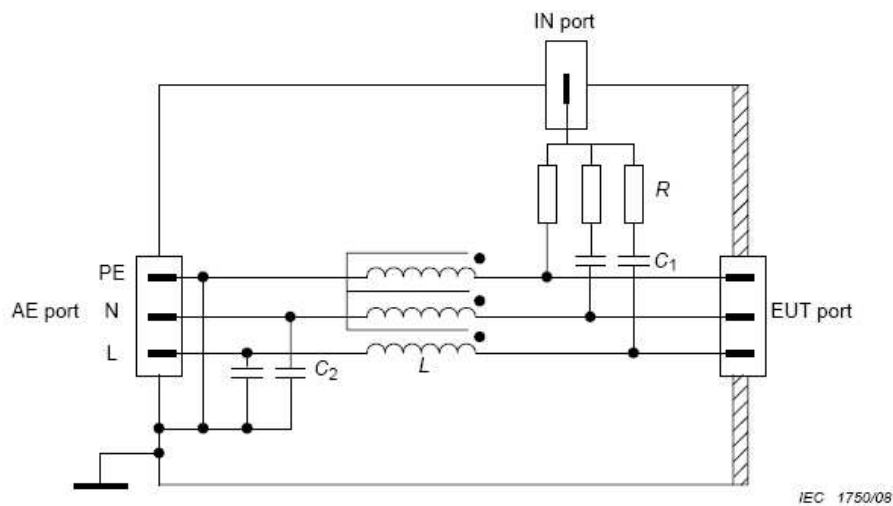 IN port
R
PE
C1
AE port
N
EUT port
L
C2
L
IEC 1750/08